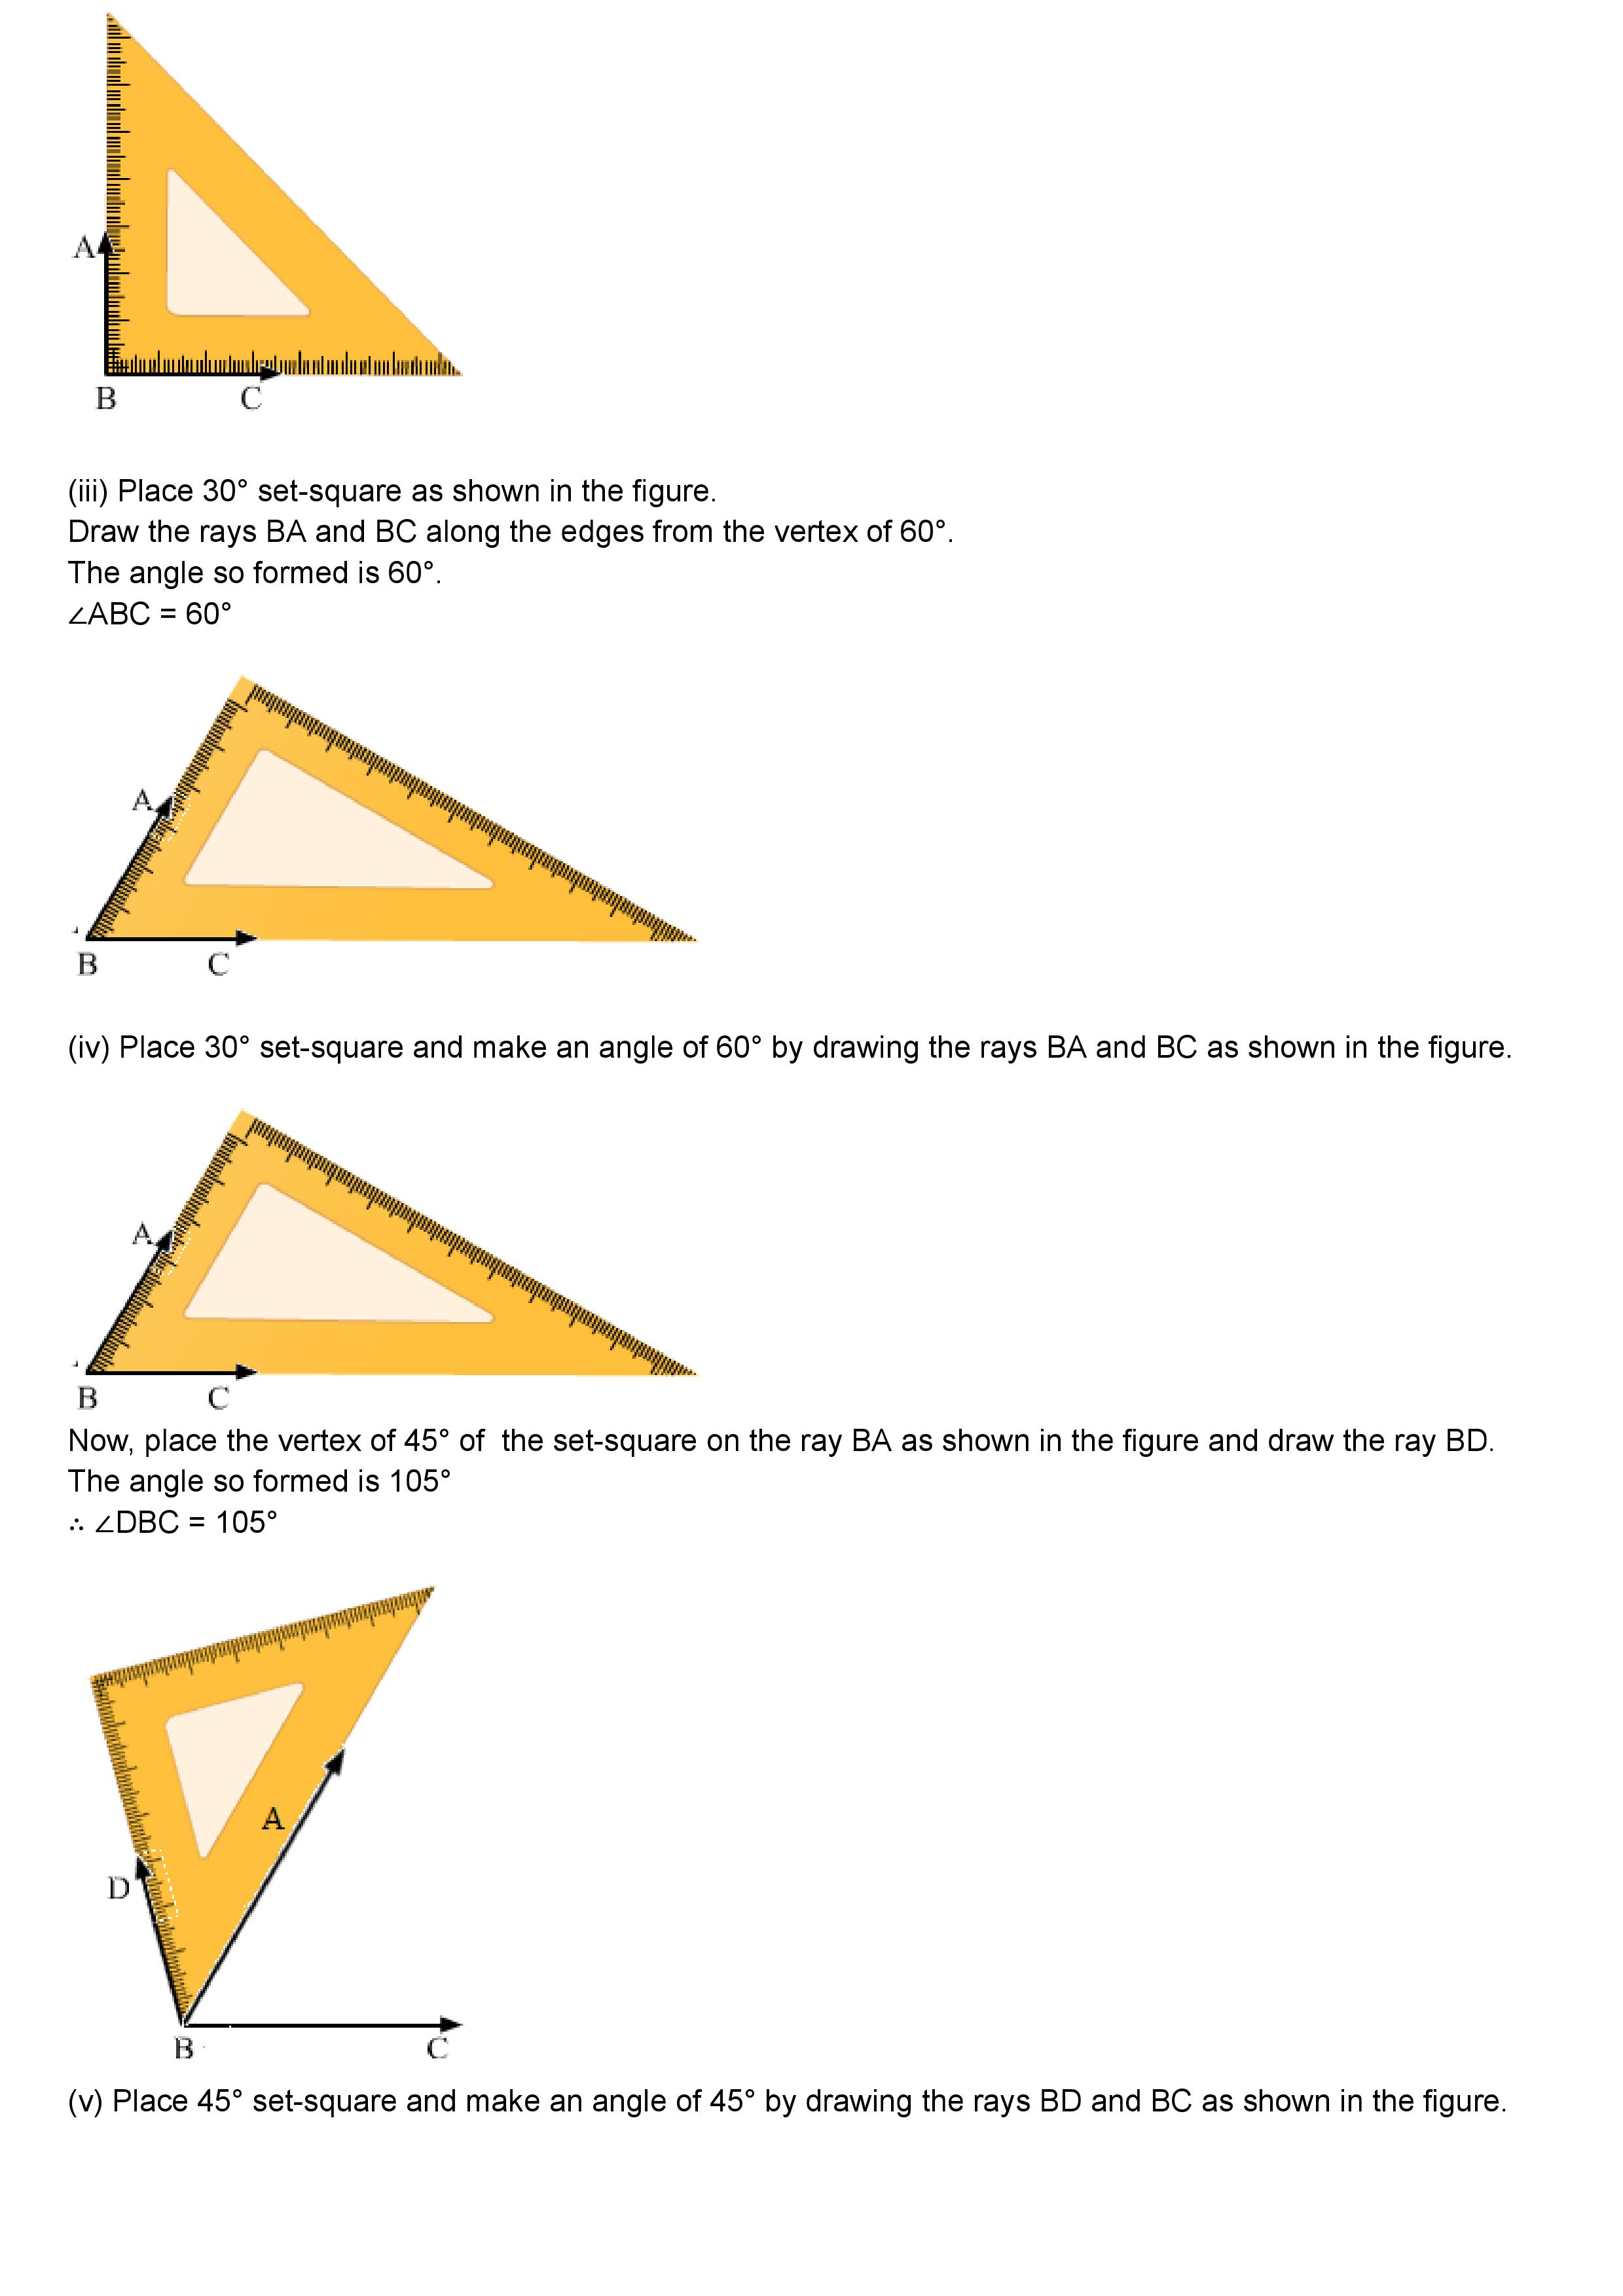 A
B C
(iii) Place 30° set-square as shown in the figure.
Draw the rays BA and BC along the edges from the vertex of 60°.
The angle so formed is 60°.
∠ABC = 60°
A
B C
(iv) Place 30° set-square and make an angle of 60° by drawing the rays BA and BC as shown in the figure.
A
B C
Now, place the vertex of 45° of  the set-square on the ray BA as shown in the figure and draw the ray BD.
The angle so formed is 105°
∴ ∠DBC = 105°
A
D
B C
(v) Place 45° set-square and make an angle of 45° by drawing the rays BD and BC as shown in the figure.